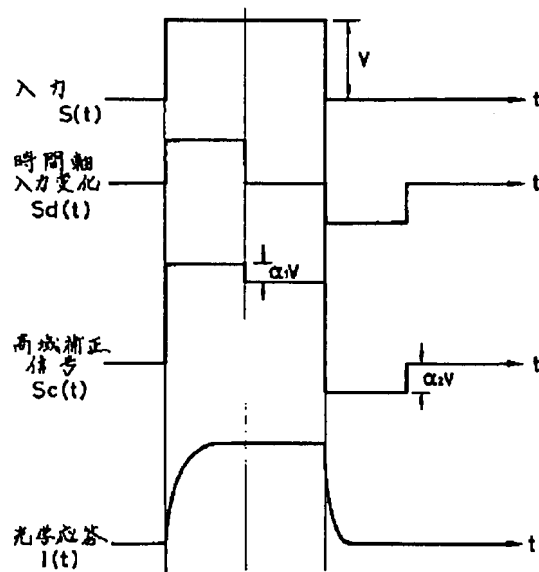 入力
S(t)
V
t
時間軸
入力変化
Sd(t)
t
α₁V
高域補正
信号
Sc(t)
t
α₂V
光学応答
I(t)
t